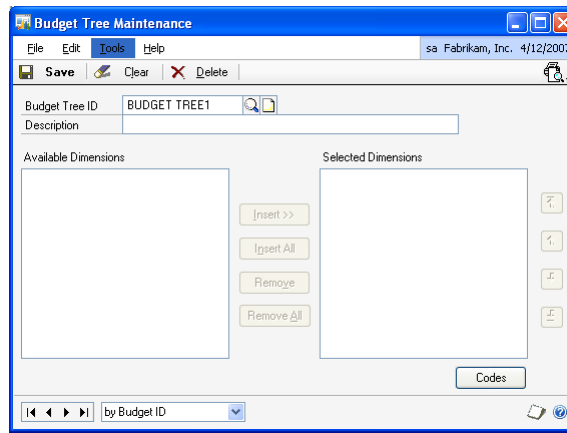 Budget Tree Maintenance
File Edit Tools Help sa Fabrikam, Inc. 4/12/2007
Save Clear Delete
Budget Tree ID BUDGET TREE1
Description
Available Dimensions Selected Dimensions
Insert >>
Insert All
Remove
Remove All
Codes
by Budget ID